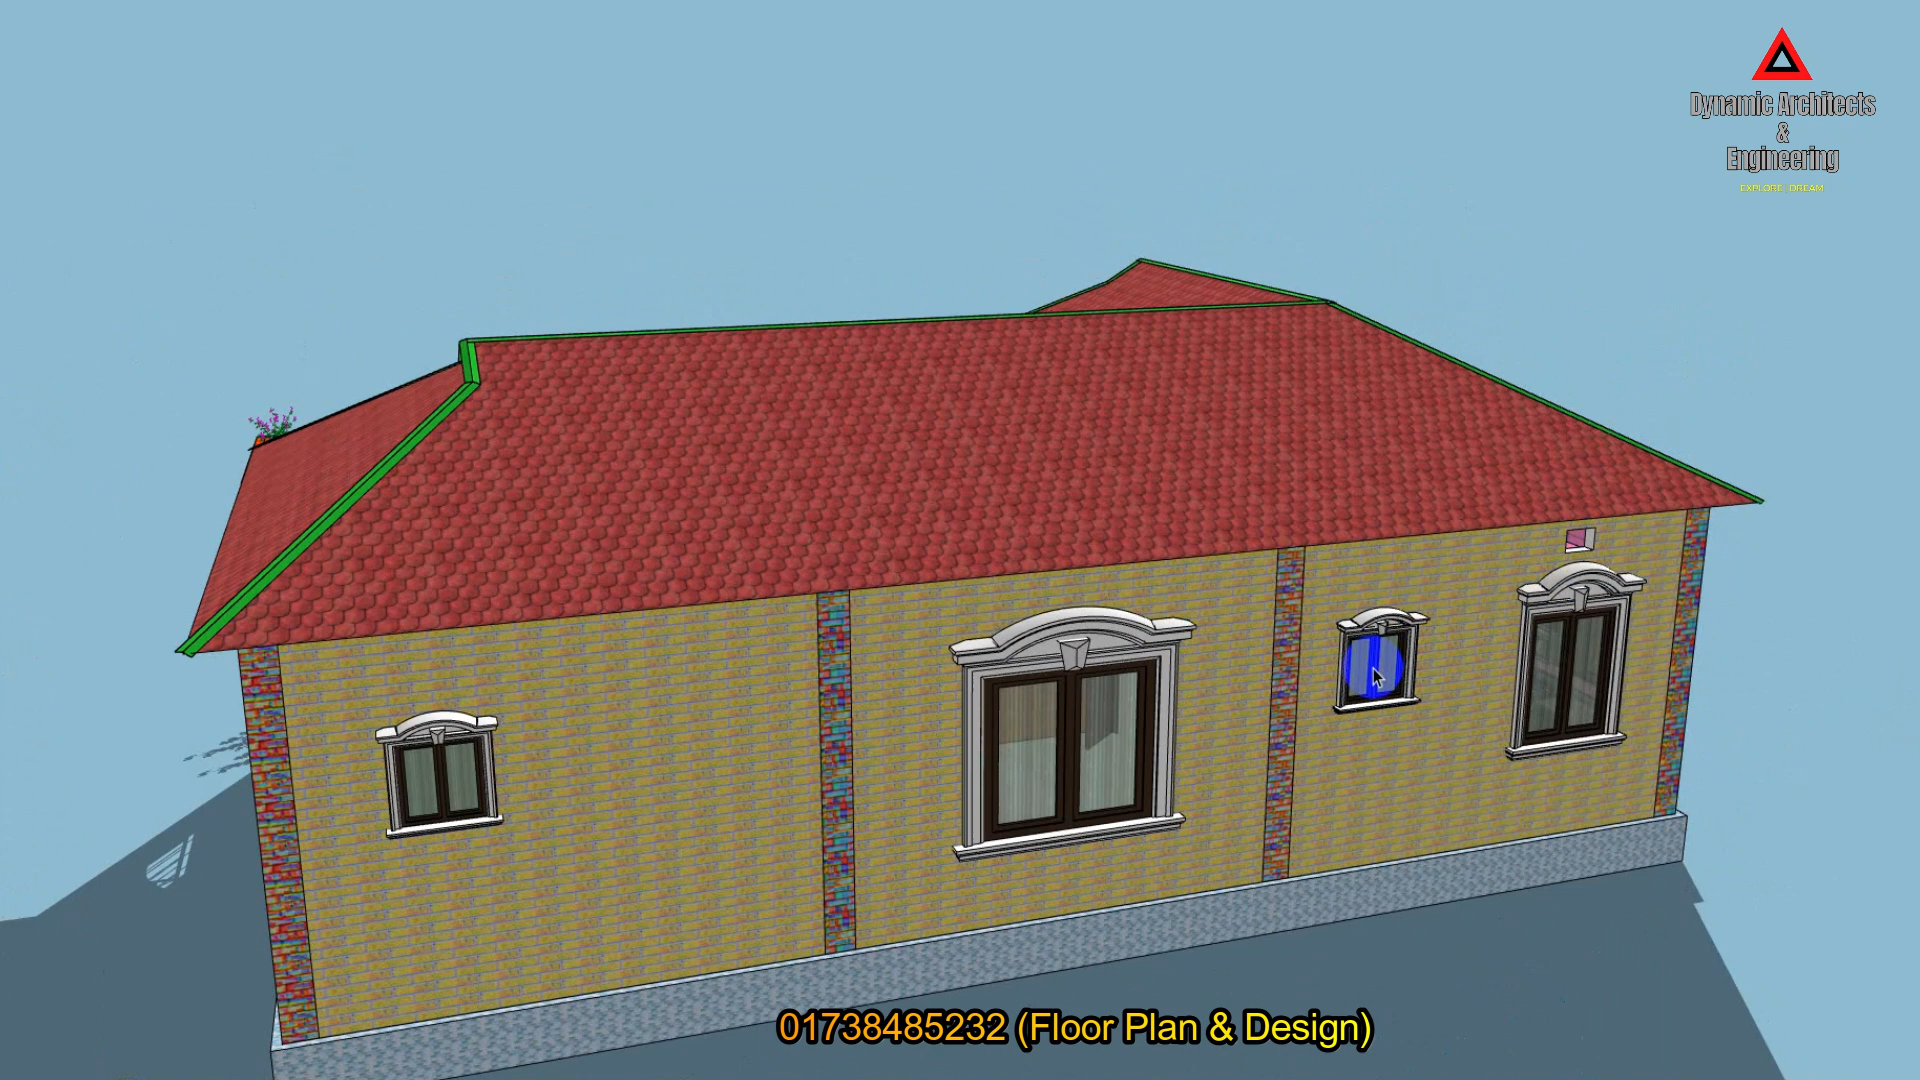 Dynamic Architects
&
Engineering
EXPLORE DREAM
01738485232 (Floor Plan & Design)